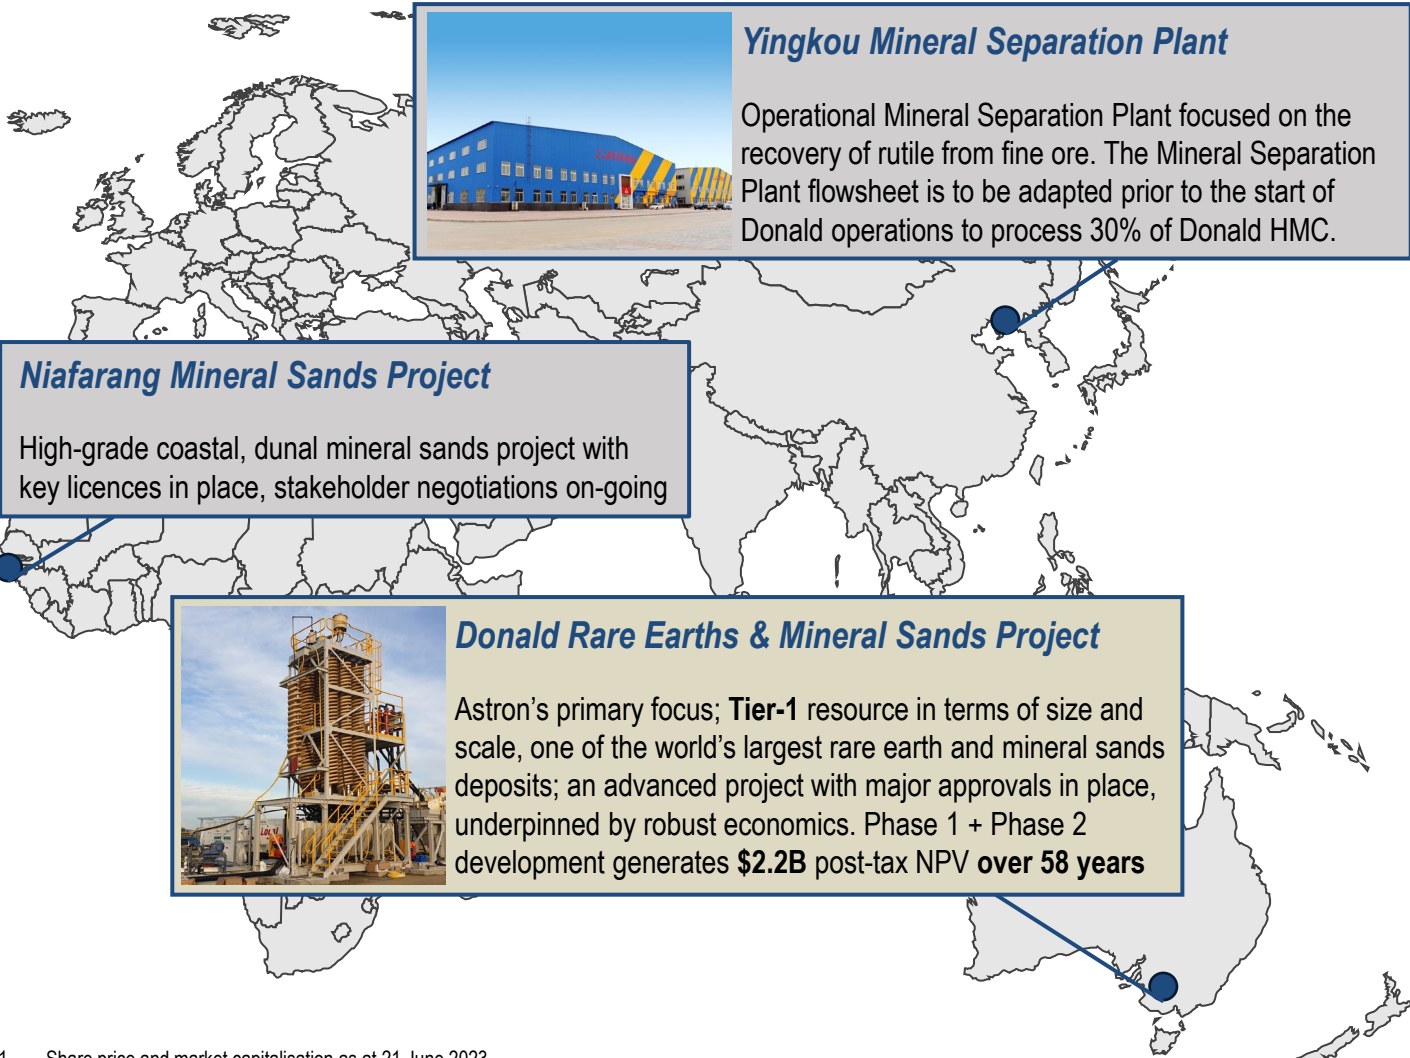 Yingkou Mineral Separation Plant
Operational Mineral Separation Plant focused on the
recovery of rutile from fine ore. The Mineral Separation
Plant flowsheet is to be adapted prior to the start of
Donald operations to process 30% of Donald HMC.
Niafarang Mineral Sands Project
High-grade coastal, dunal mineral sands project with
key licences in place, stakeholder negotiations on-going
Donald Rare Earths & Mineral Sands Project
Astron’s primary focus; Tier-1 resource in terms of size and
scale, one of the world’s largest rare earth and mineral sands
deposits; an advanced project with major approvals in place,
underpinned by robust economics. Phase 1 + Phase 2
development generates $2.2B post-tax NPV over 58 years
1. Share price and market capitalisation as at 21 June 2023